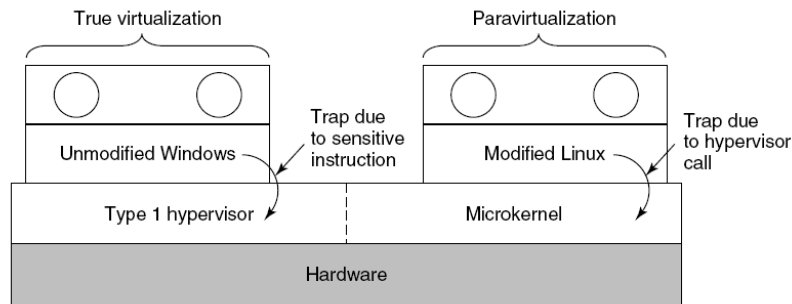 True virtualization
Paravirtualization
Unmodified Windows
Trap due
to sensitive
instruction
Modified Linux
Trap due
to hypervisor
call
Type 1 hypervisor
Microkernel
Hardware